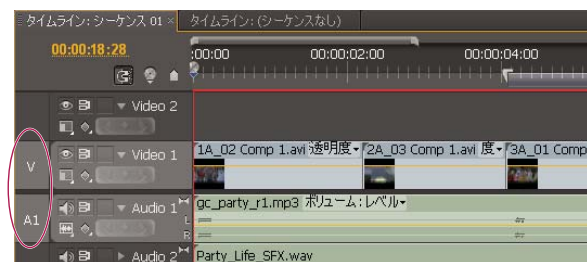 タイムライン: シーケンス 01 × タイムライン: (シーケンスなし)
00:00:18:28 :00:00 00:00:02:00 00:00:04:00
Video 2
V Video 1 1A_02 Comp 1.avi 透明度 2A_03 Comp 1.avi 度 3A_01 Comp
A1 Audio 1 gc_party_r1.mp3 ボリューム:レベル
L
R
Audio 2 Party_Life_SFX.wav